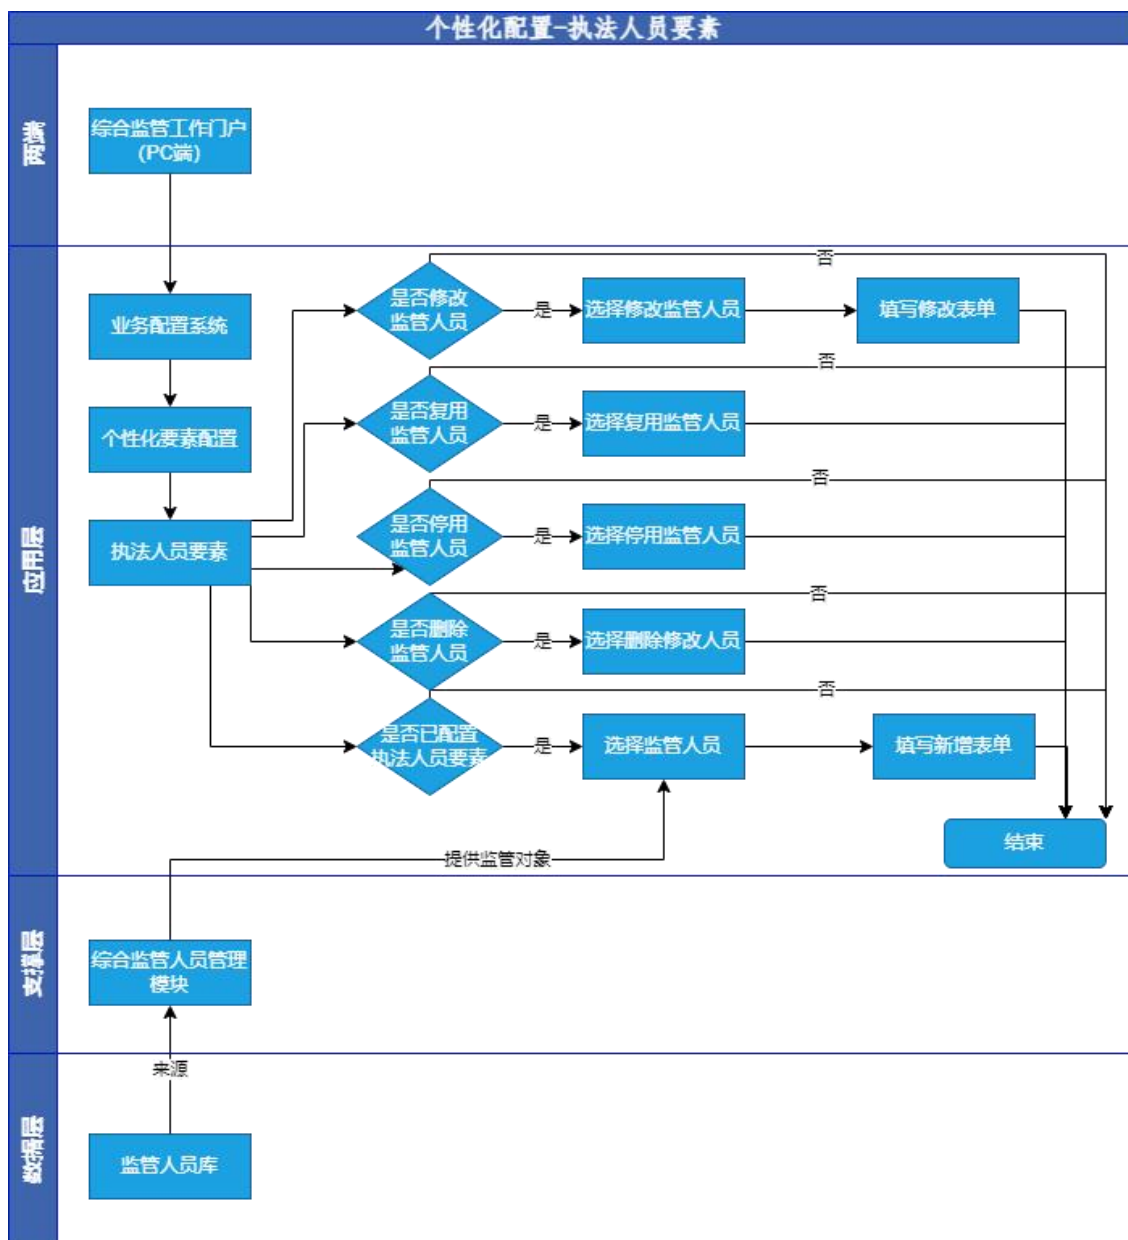 个性化配置-执法人员要素
两端
综合监管工作门户
(PC端)
应用层
否
是否修改
监管人员
是
选择修改监管人员
填写修改表单
业务配置系统
否
是否复用
监管人员
是
选择复用监管人员
个性化要素配置
否
是否停用
监管人员
是
选择停用监管人员
执法人员要素
否
是否删除
监管人员
是
选择删除修改人员
否
是否已配置
执法人员要素
是
选择监管人员
填写新增表单
结束
提供监管对象
支撑层
综合监管人员管理
模块
数据层
来源
监管人员库